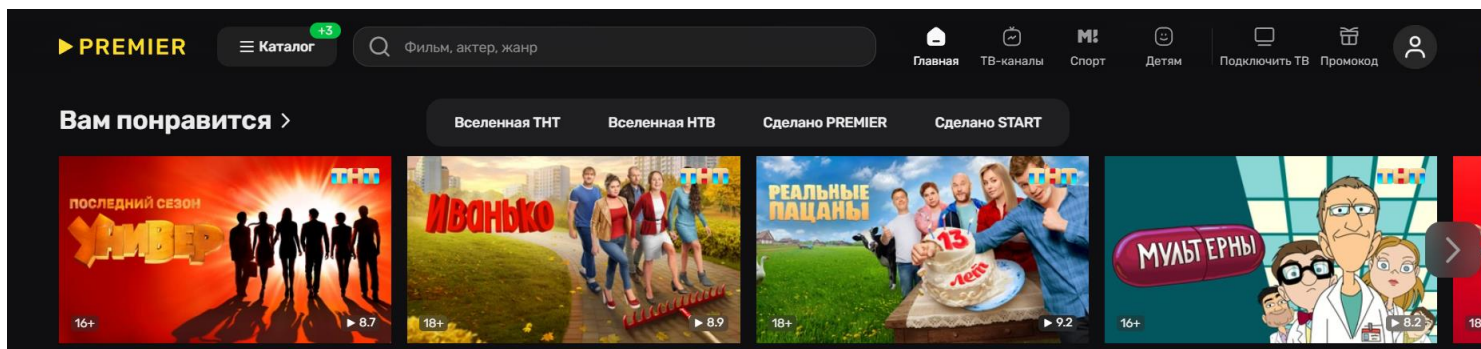 PREMIER
Каталог
+3
Фильм, актер, жанр
Главная
ТВ-каналы
М!
Спорт
Детям
Подключить ТВ
Промокод
Вам понравится
Вселенная ТНТ
Вселенная НТВ
Сделано PREMIER
Сделано START
ТНТ
ПОСЛЕДНИЙ СЕЗОН
УНИВЕР
16+
8.7
ТНТ
ИВАНЬКО
18+
8.9
ТНТ
РЕАЛЬНЫЕ
ПАЦАНЫ
13
лет
18+
9.2
ТНТ
МУЛЬТЕРНЫ
16+
8.2
18